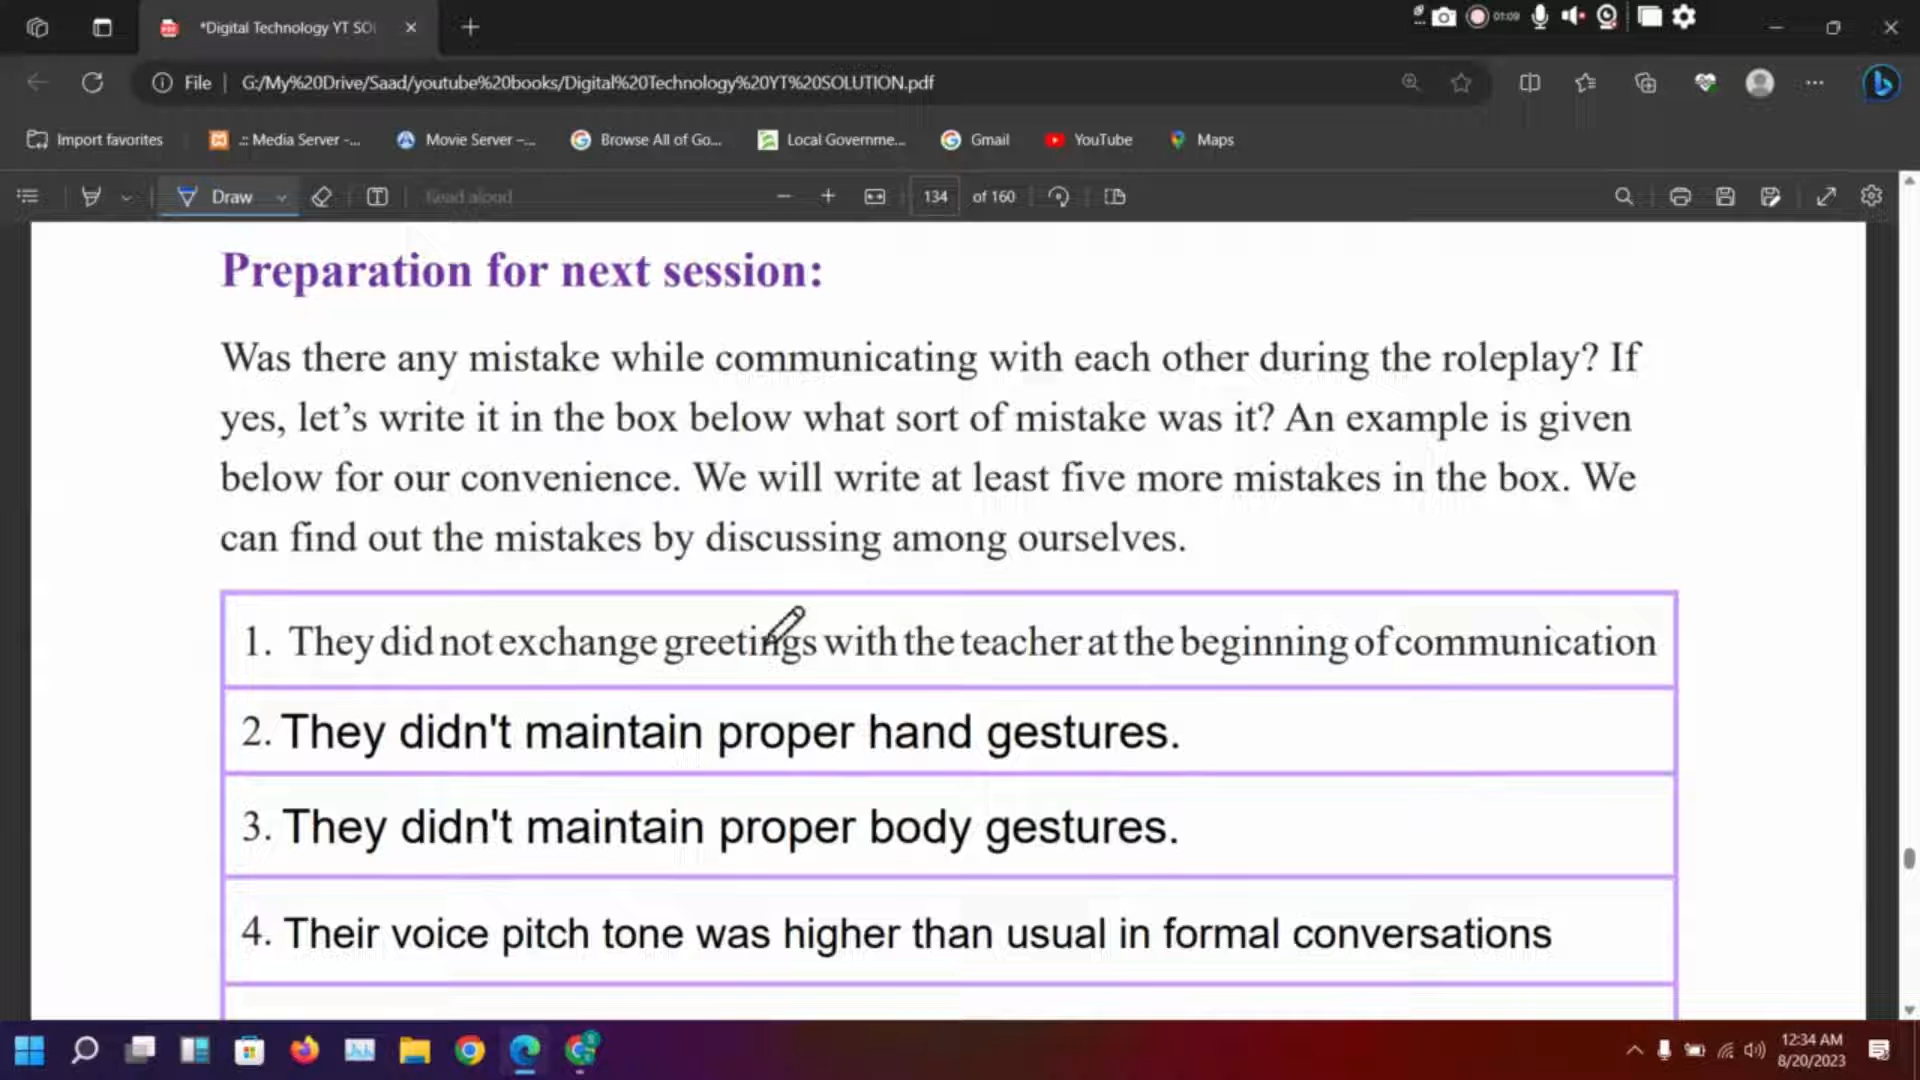 *Digital Technology YT SO
01:09
File | G:/My%20Drive/Saad/youtube%20books/Digital%20Technology%20YT%20SOLUTION.pdf
Import favorites .:: Media Server -... Movie Server –... Browse All of Go... Local Governme... Gmail YouTube Maps
Draw Read aloud 134 of 160
Preparation for next session:
Was there any mistake while communicating with each other during the roleplay? If
yes, let’s write it in the box below what sort of mistake was it? An example is given
below for our convenience. We will write at least five more mistakes in the box. We
can find out the mistakes by discussing among ourselves.
1. They did not exchange greetings with the teacher at the beginning of communication
2. They didn't maintain proper hand gestures.
3. They didn't maintain proper body gestures.
4. Their voice pitch tone was higher than usual in formal conversations
12:34 AM
8/20/2023